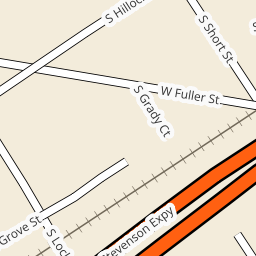 S Hilloc
S Short St.
W Fuller St.
S Grady Ct
Grove St
S Loc
Stevenson Expy